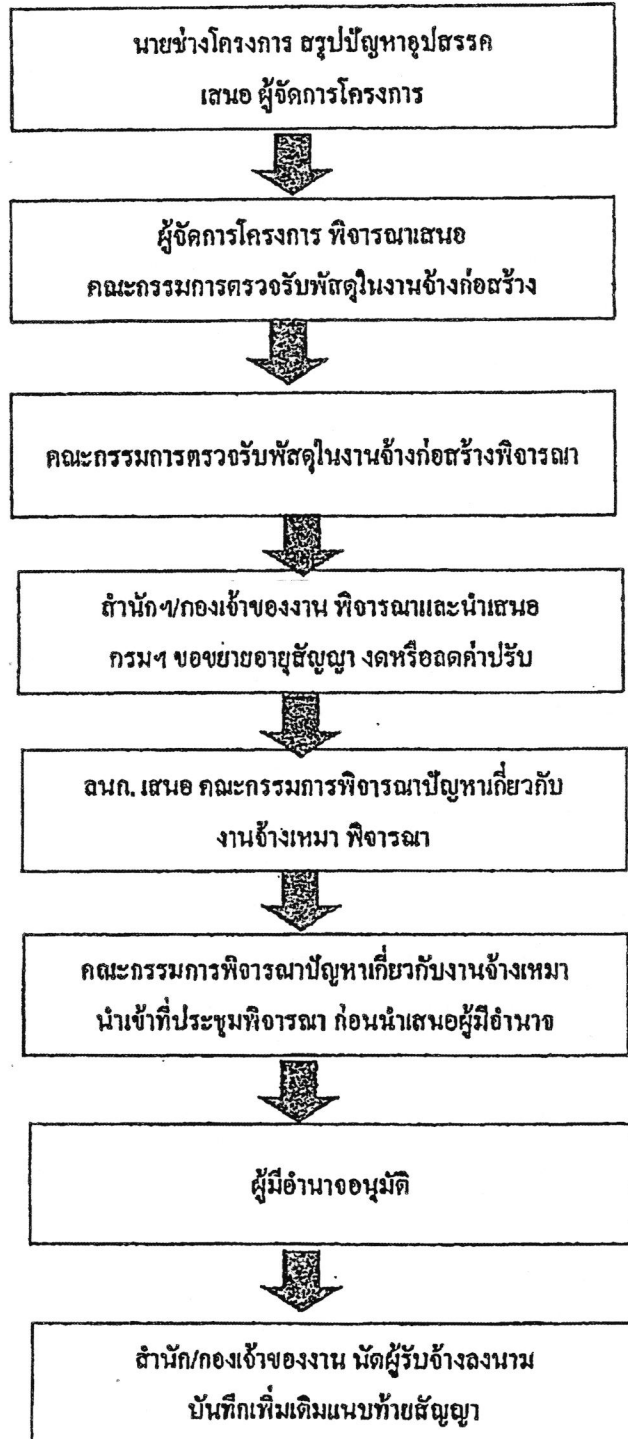 นายช่างโครงการ สรุปปัญหาอุปสรรค
เสนอ ผู้จัดการโครงการ
ผู้จัดการโครงการ พิจารณาเสนอ
คณะกรรมการตรวจรับพัสดุในงานจ้างก่อสร้าง
คณะกรรมการตรวจรับพัสดุในงานจ้างก่อสร้างพิจารณา
สำนักฯ/กองเจ้าของงาน พิจารณาและนำเสนอ
กรมฯ ขอขยายอายุสัญญา งดหรือลดค่าปรับ
ลนก. เสนอ คณะกรรมการพิจารณาปัญหาเกี่ยวกับ
งานจ้างเหมา พิจารณา
คณะกรรมการพิจารณาปัญหาเกี่ยวกับงานจ้างเหมา
นำเข้าที่ประชุมพิจารณา ก่อนนำเสนอผู้มีอำนาจ
ผู้มีอำนาจอนุมัติ
สำนัก/กองเจ้าของงาน นัดผู้รับจ้างลงนาม
บันทึกเพิ่มเติมแนบท้ายสัญญา